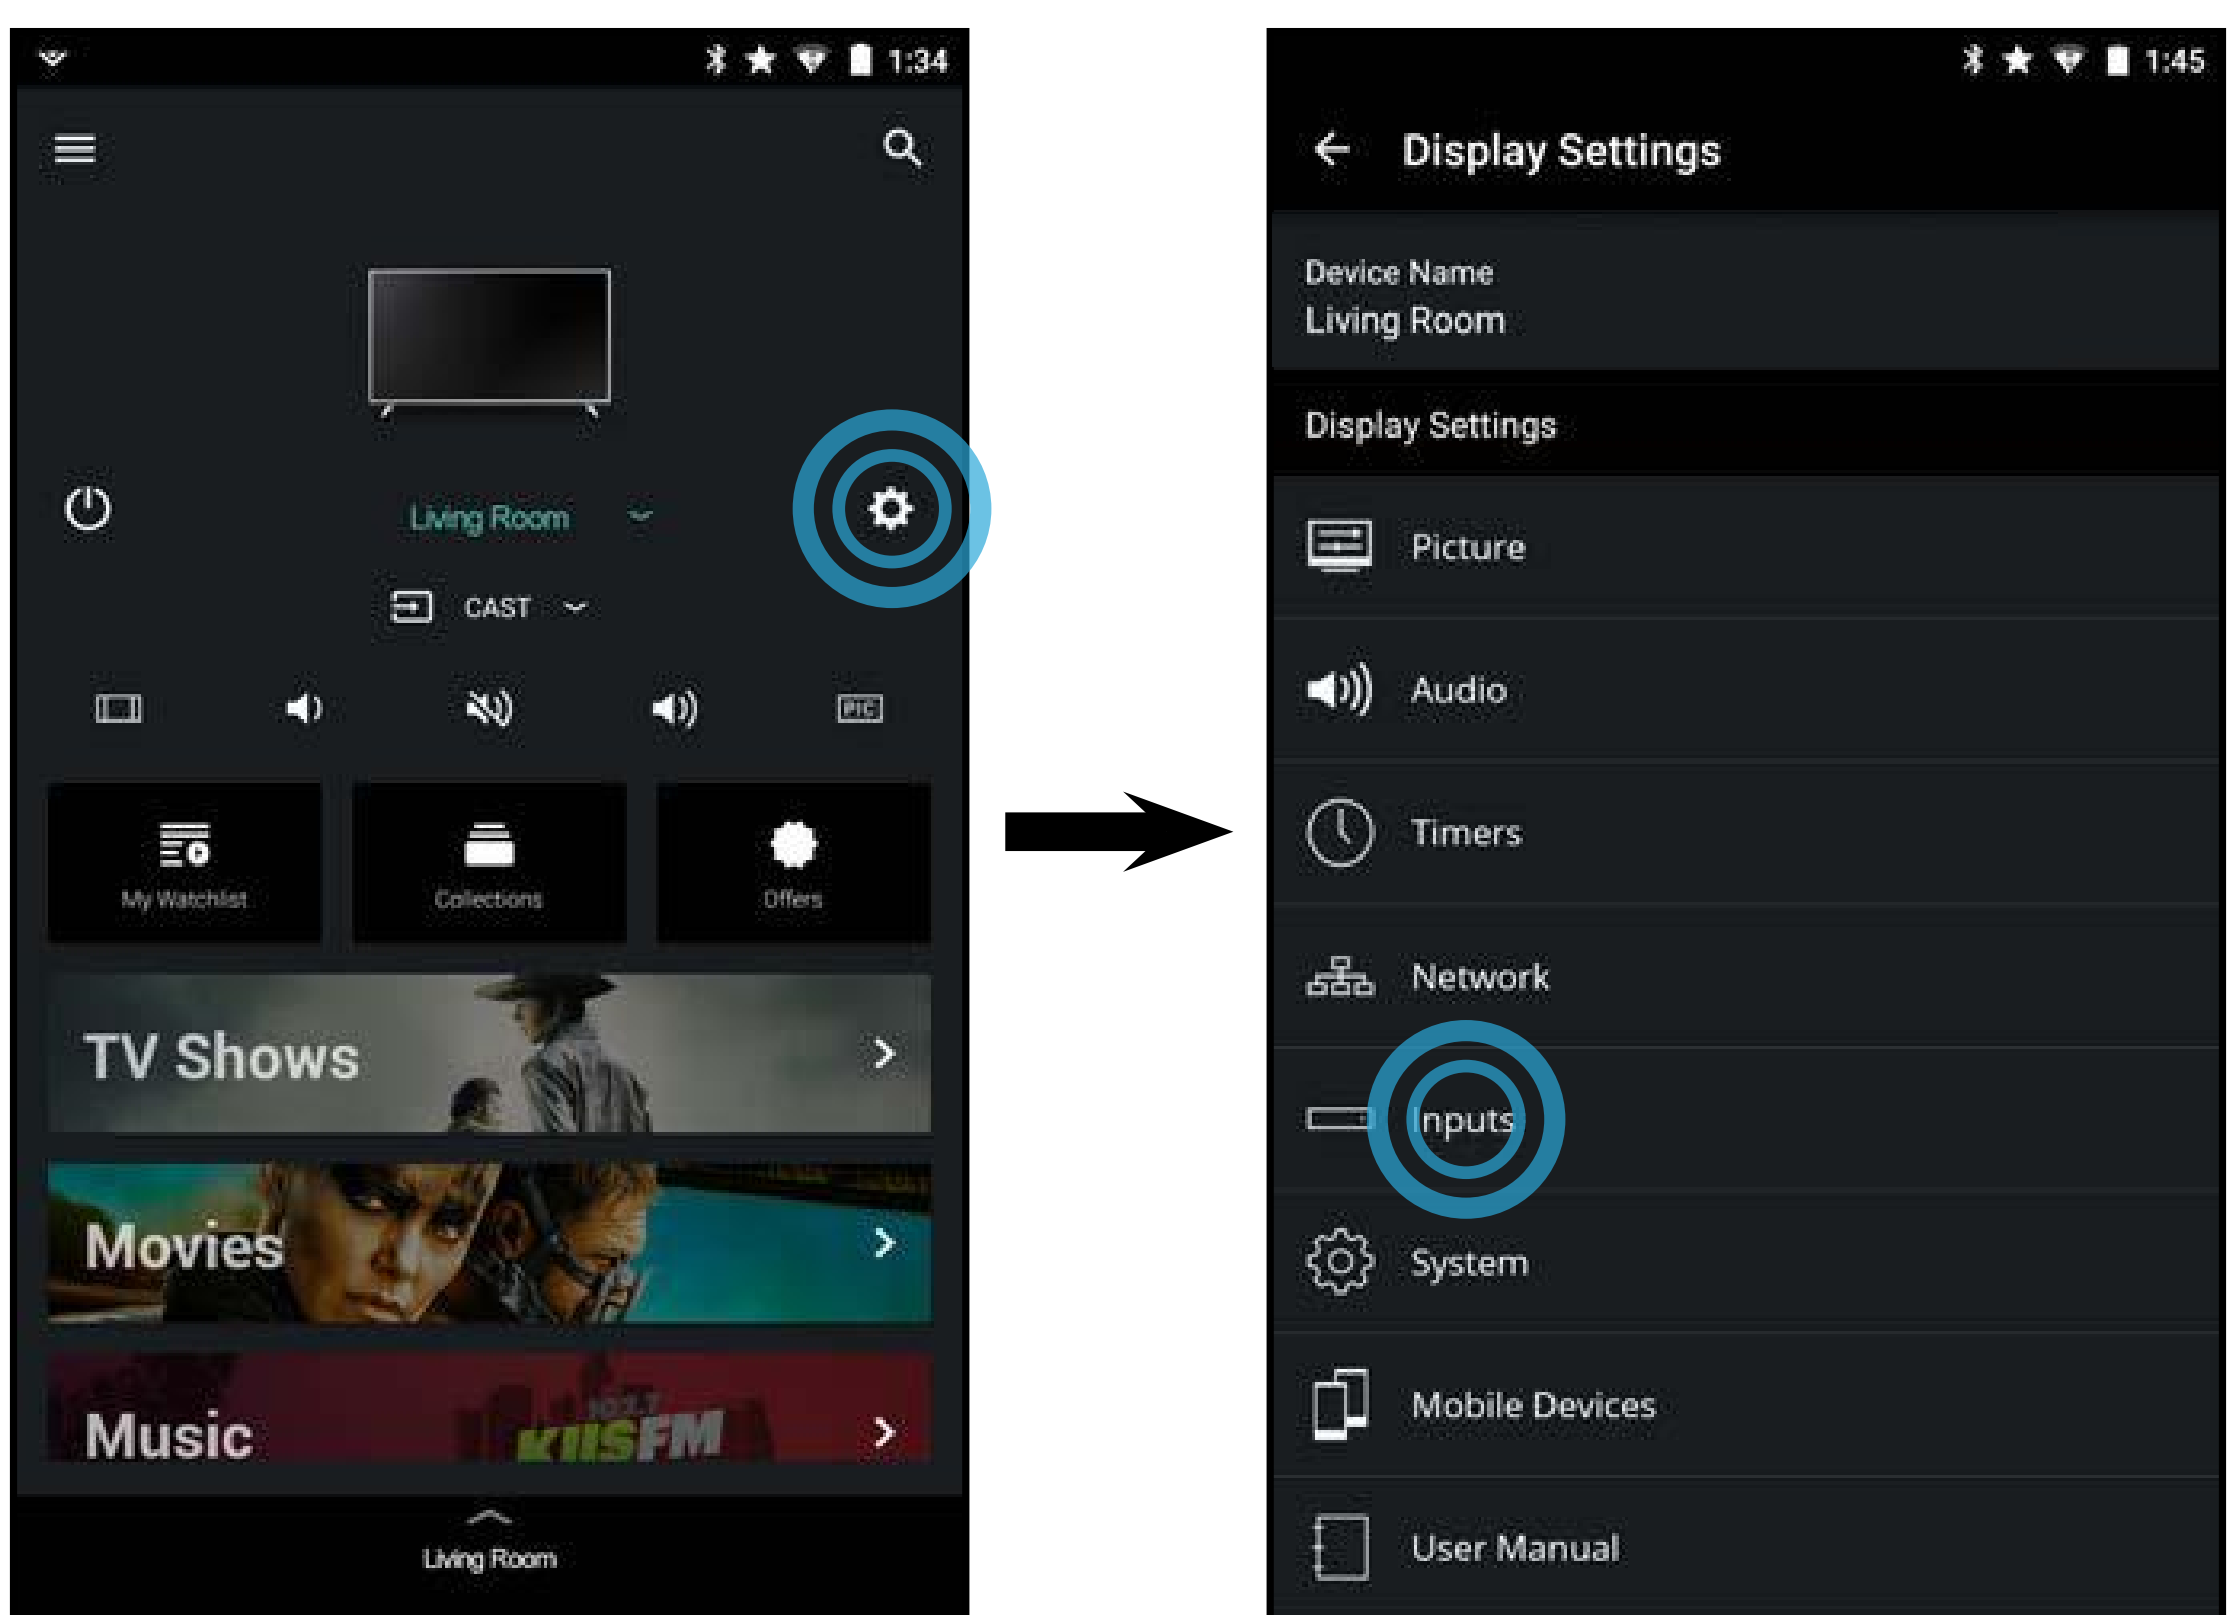 1:34
Living Room
CAST
PIC
My Watchlist
Collections
Offers
TV Shows
Movies
Music
KIISFM
Living Room
1:45
Display Settings
Device Name
Living Room
Display Settings
Picture
Audio
Timers
Network
Inputs
System
Mobile Devices
User Manual